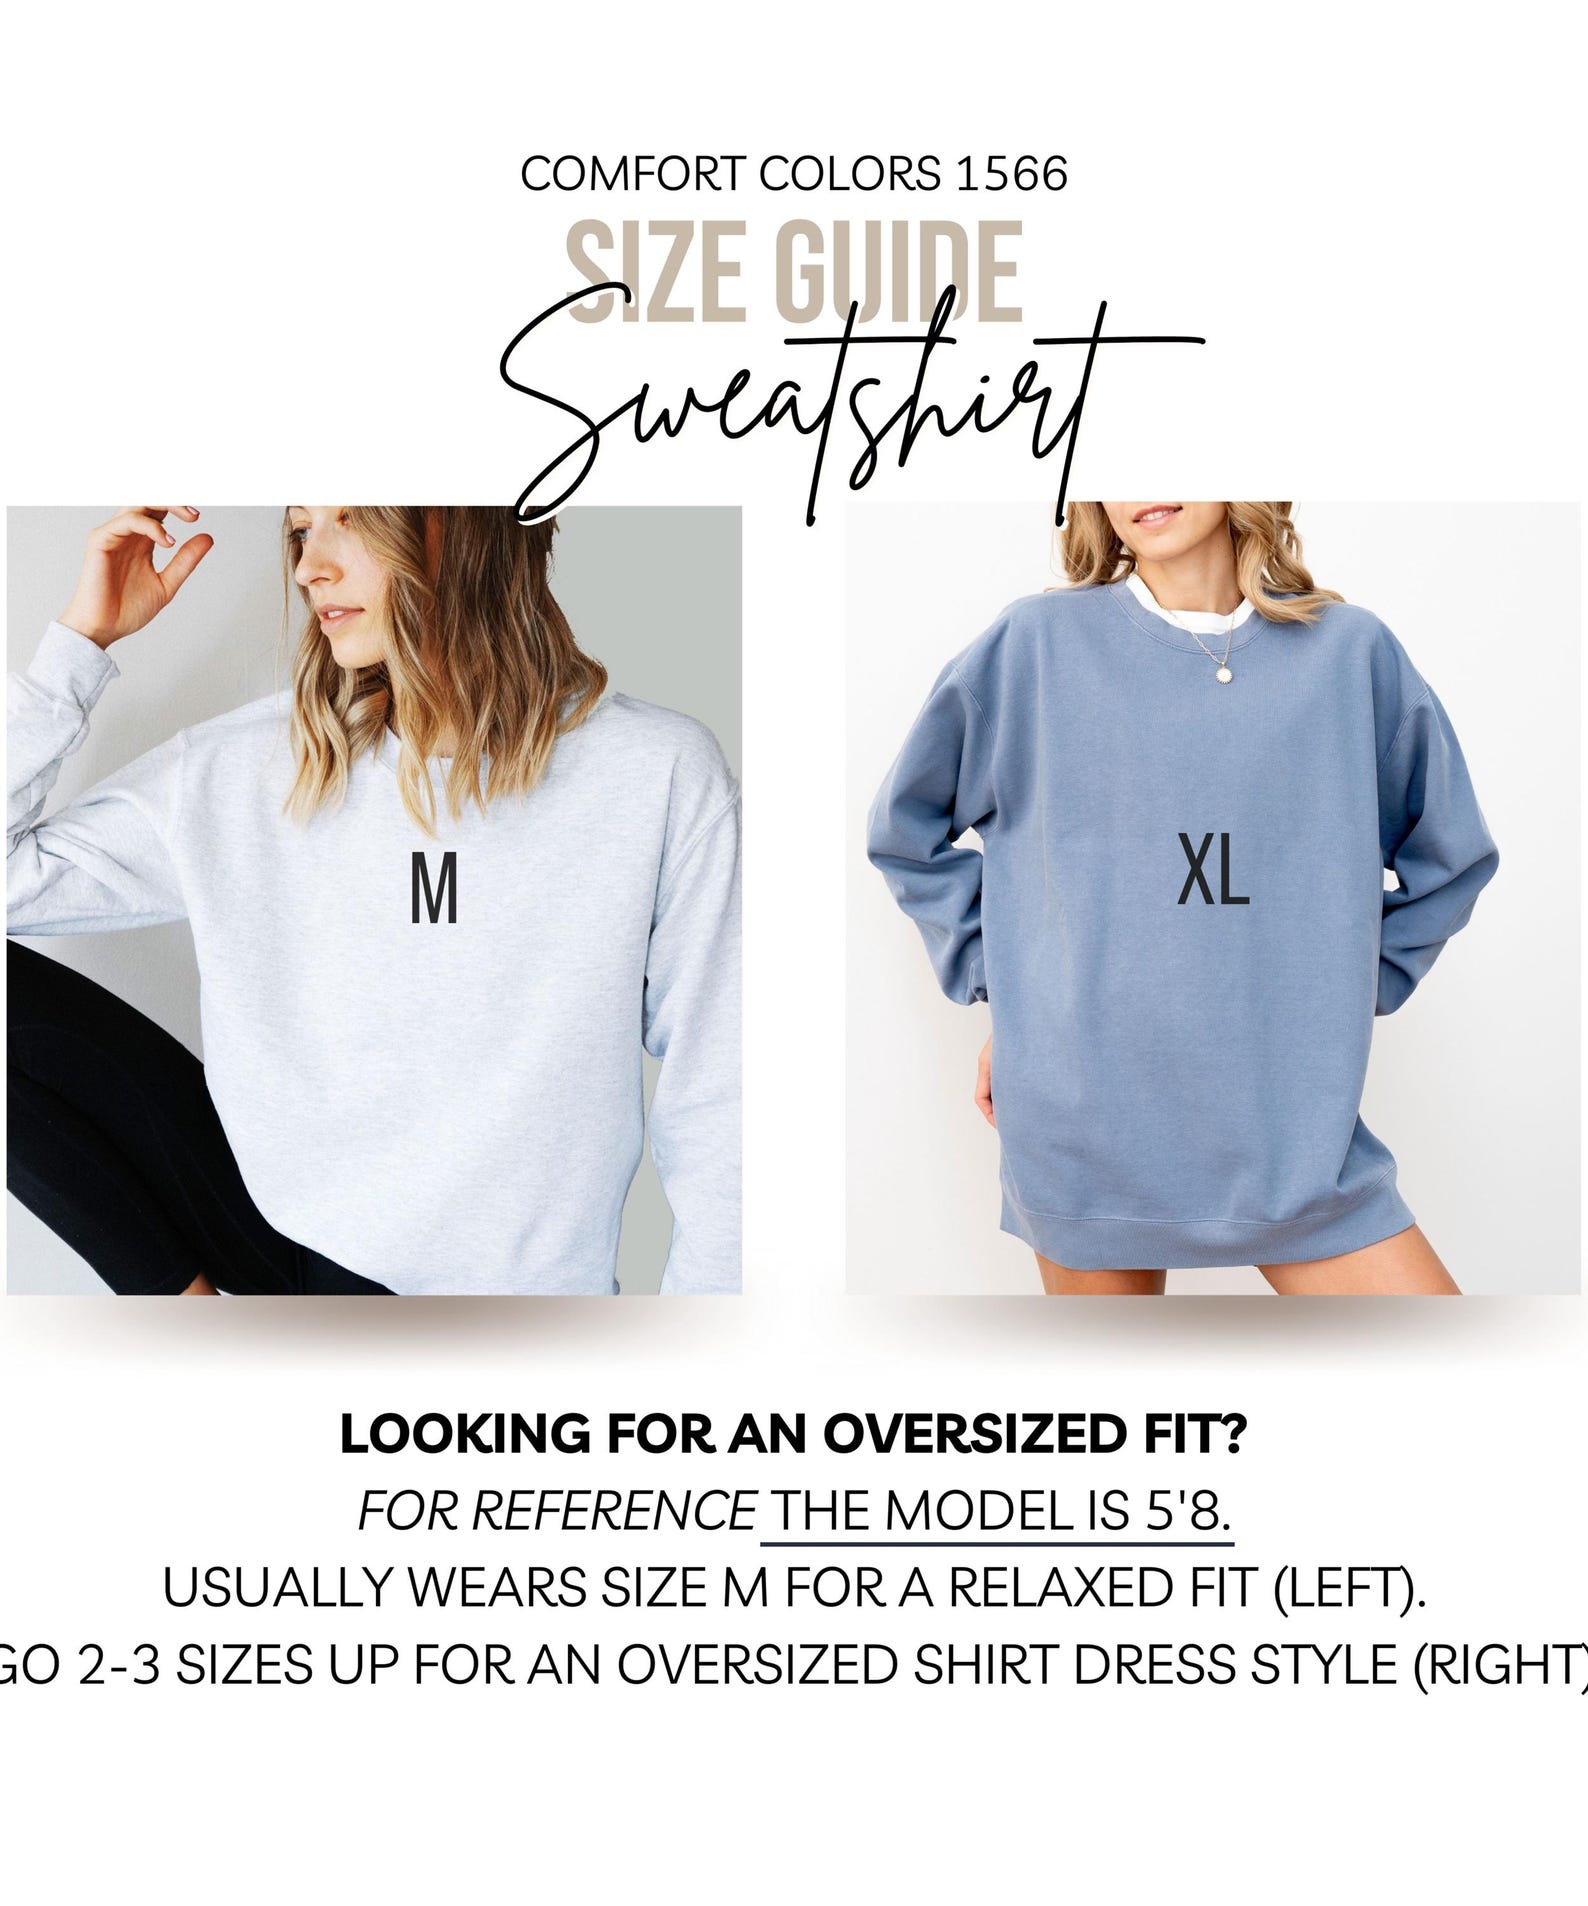 COMFORT COLORS 1566
SIZE GUIDE
Sweatshirt
M
XL
LOOKING FOR AN OVERSIZED FIT?
FOR REFERENCE THE MODEL IS 5'8.
USUALLY WEARS SIZE M FOR A RELAXED FIT (LEFT).
GO 2-3 SIZES UP FOR AN OVERSIZED SHIRT DRESS STYLE (RIGHT)